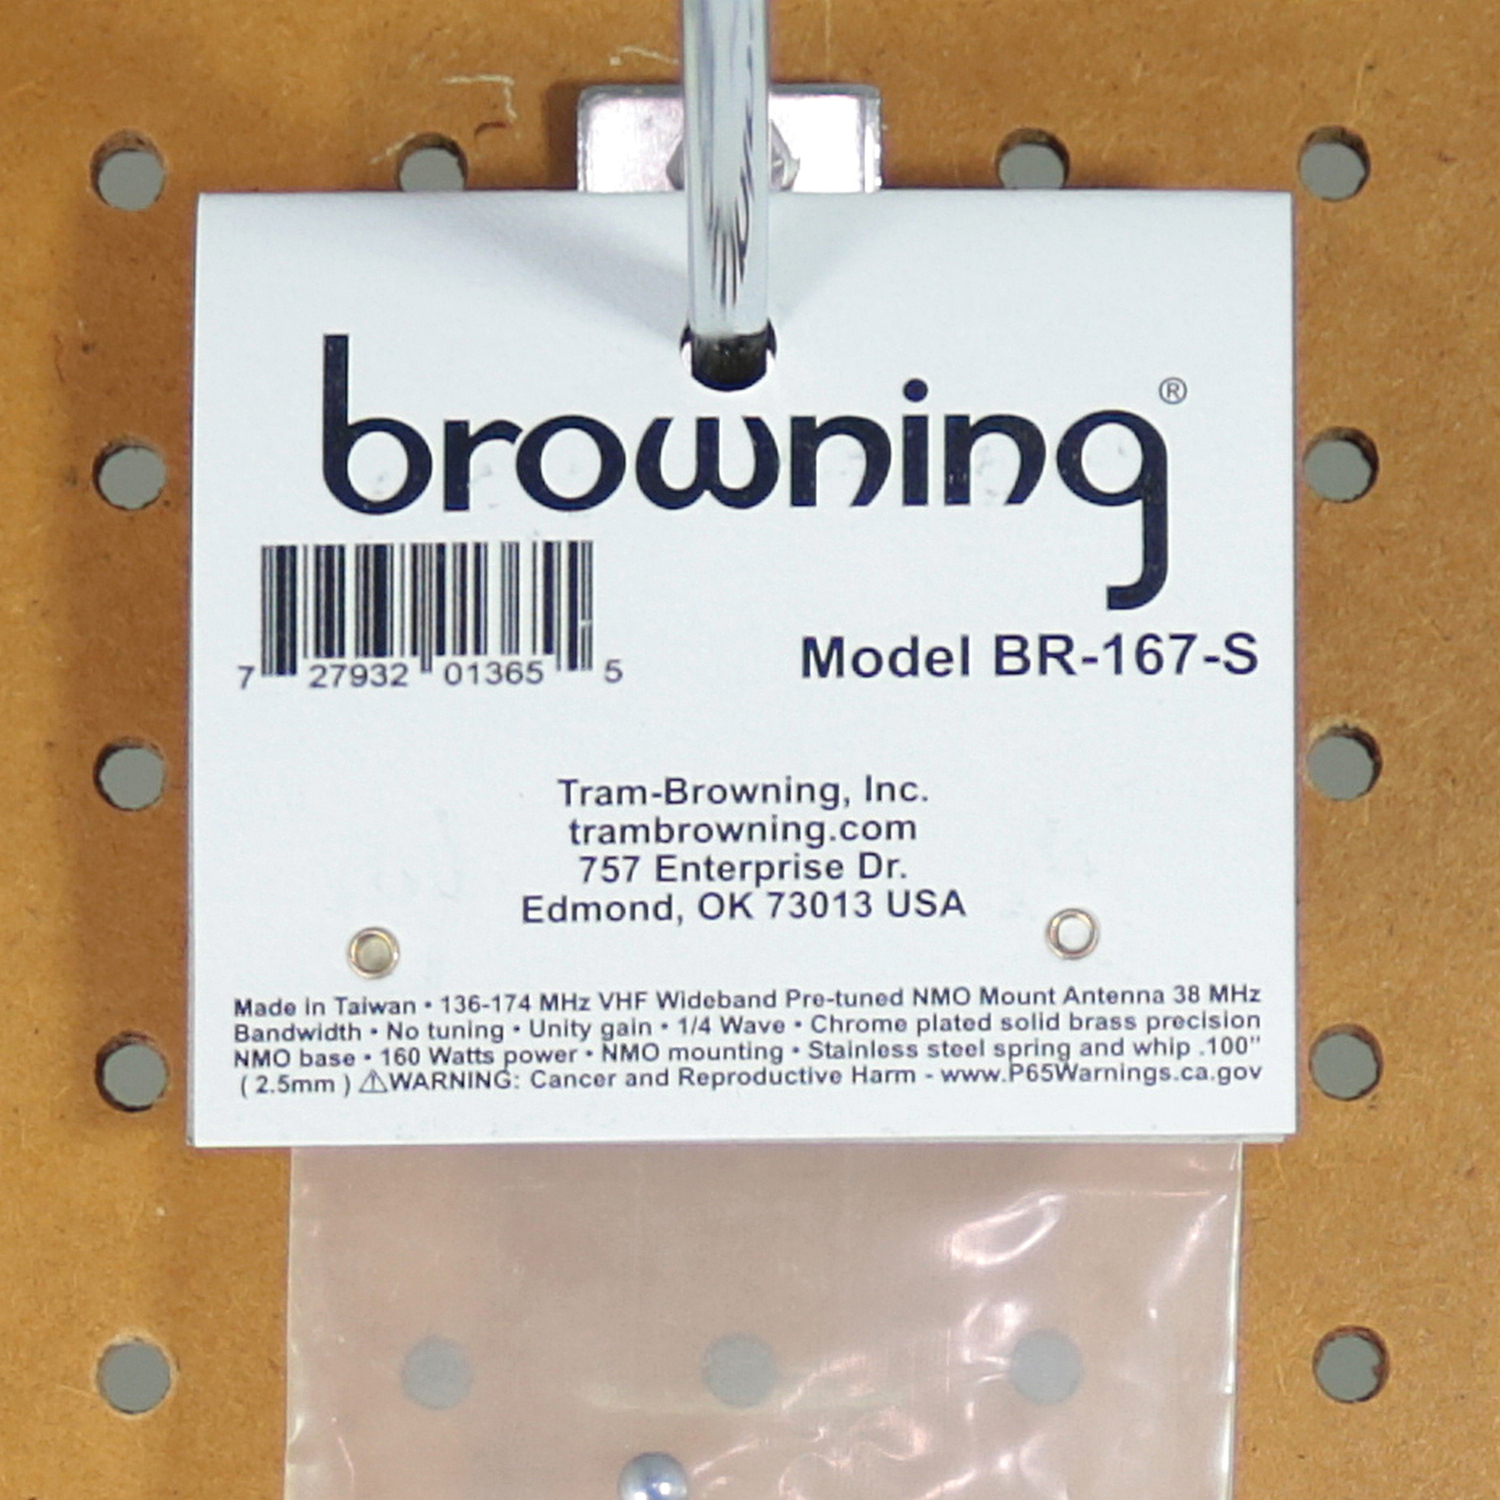 browning®
7 27932 01365 5
Model BR-167-S
Tram-Browning, Inc.
trambrowning.com
757 Enterprise Dr.
Edmond, OK 73013 USA
Made in Taiwan • 136-174 MHz VHF Wideband Pre-tuned NMO Mount Antenna 38 MHz
Bandwidth • No tuning • Unity gain • 1/4 Wave • Chrome plated solid brass precision
NMO base • 160 Watts power • NMO mounting • Stainless steel spring and whip .100"
( 2.5mm ) ⚠WARNING: Cancer and Reproductive Harm - www.P65Warnings.ca.gov